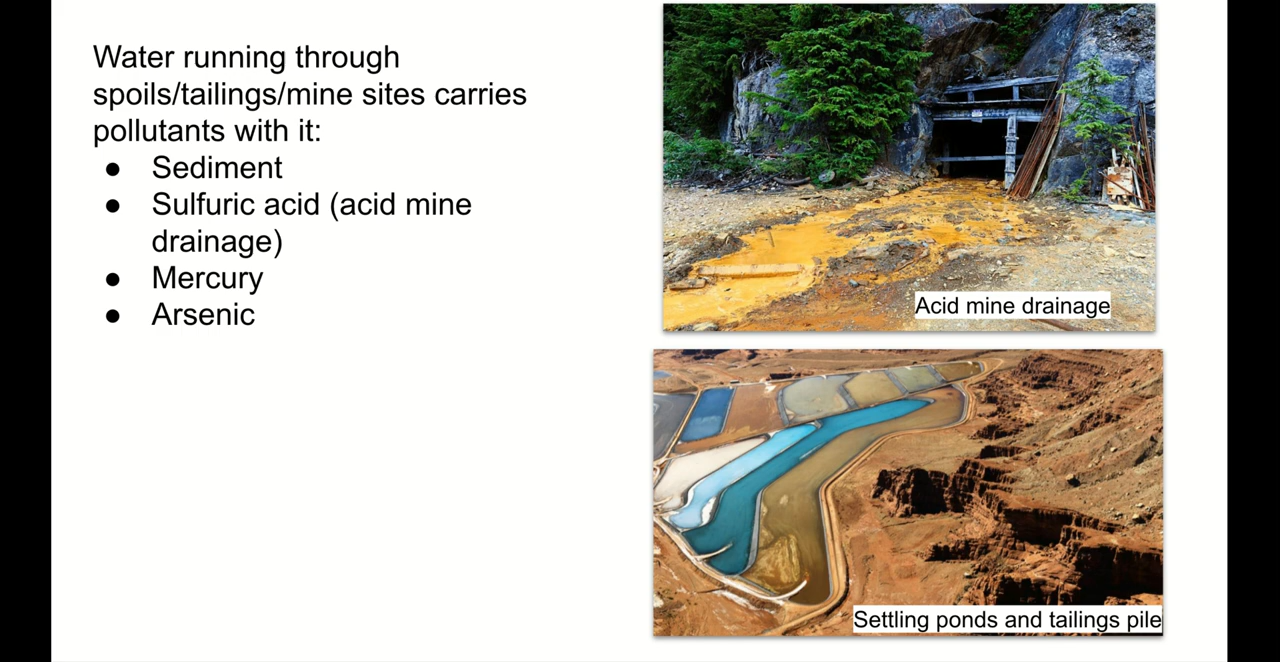 Water running through
spoils/tailings/mine sites carries
pollutants with it:
● Sediment
● Sulfuric acid (acid mine
drainage)
● Mercury
● Arsenic
Acid mine drainage
Settling ponds and tailings pile